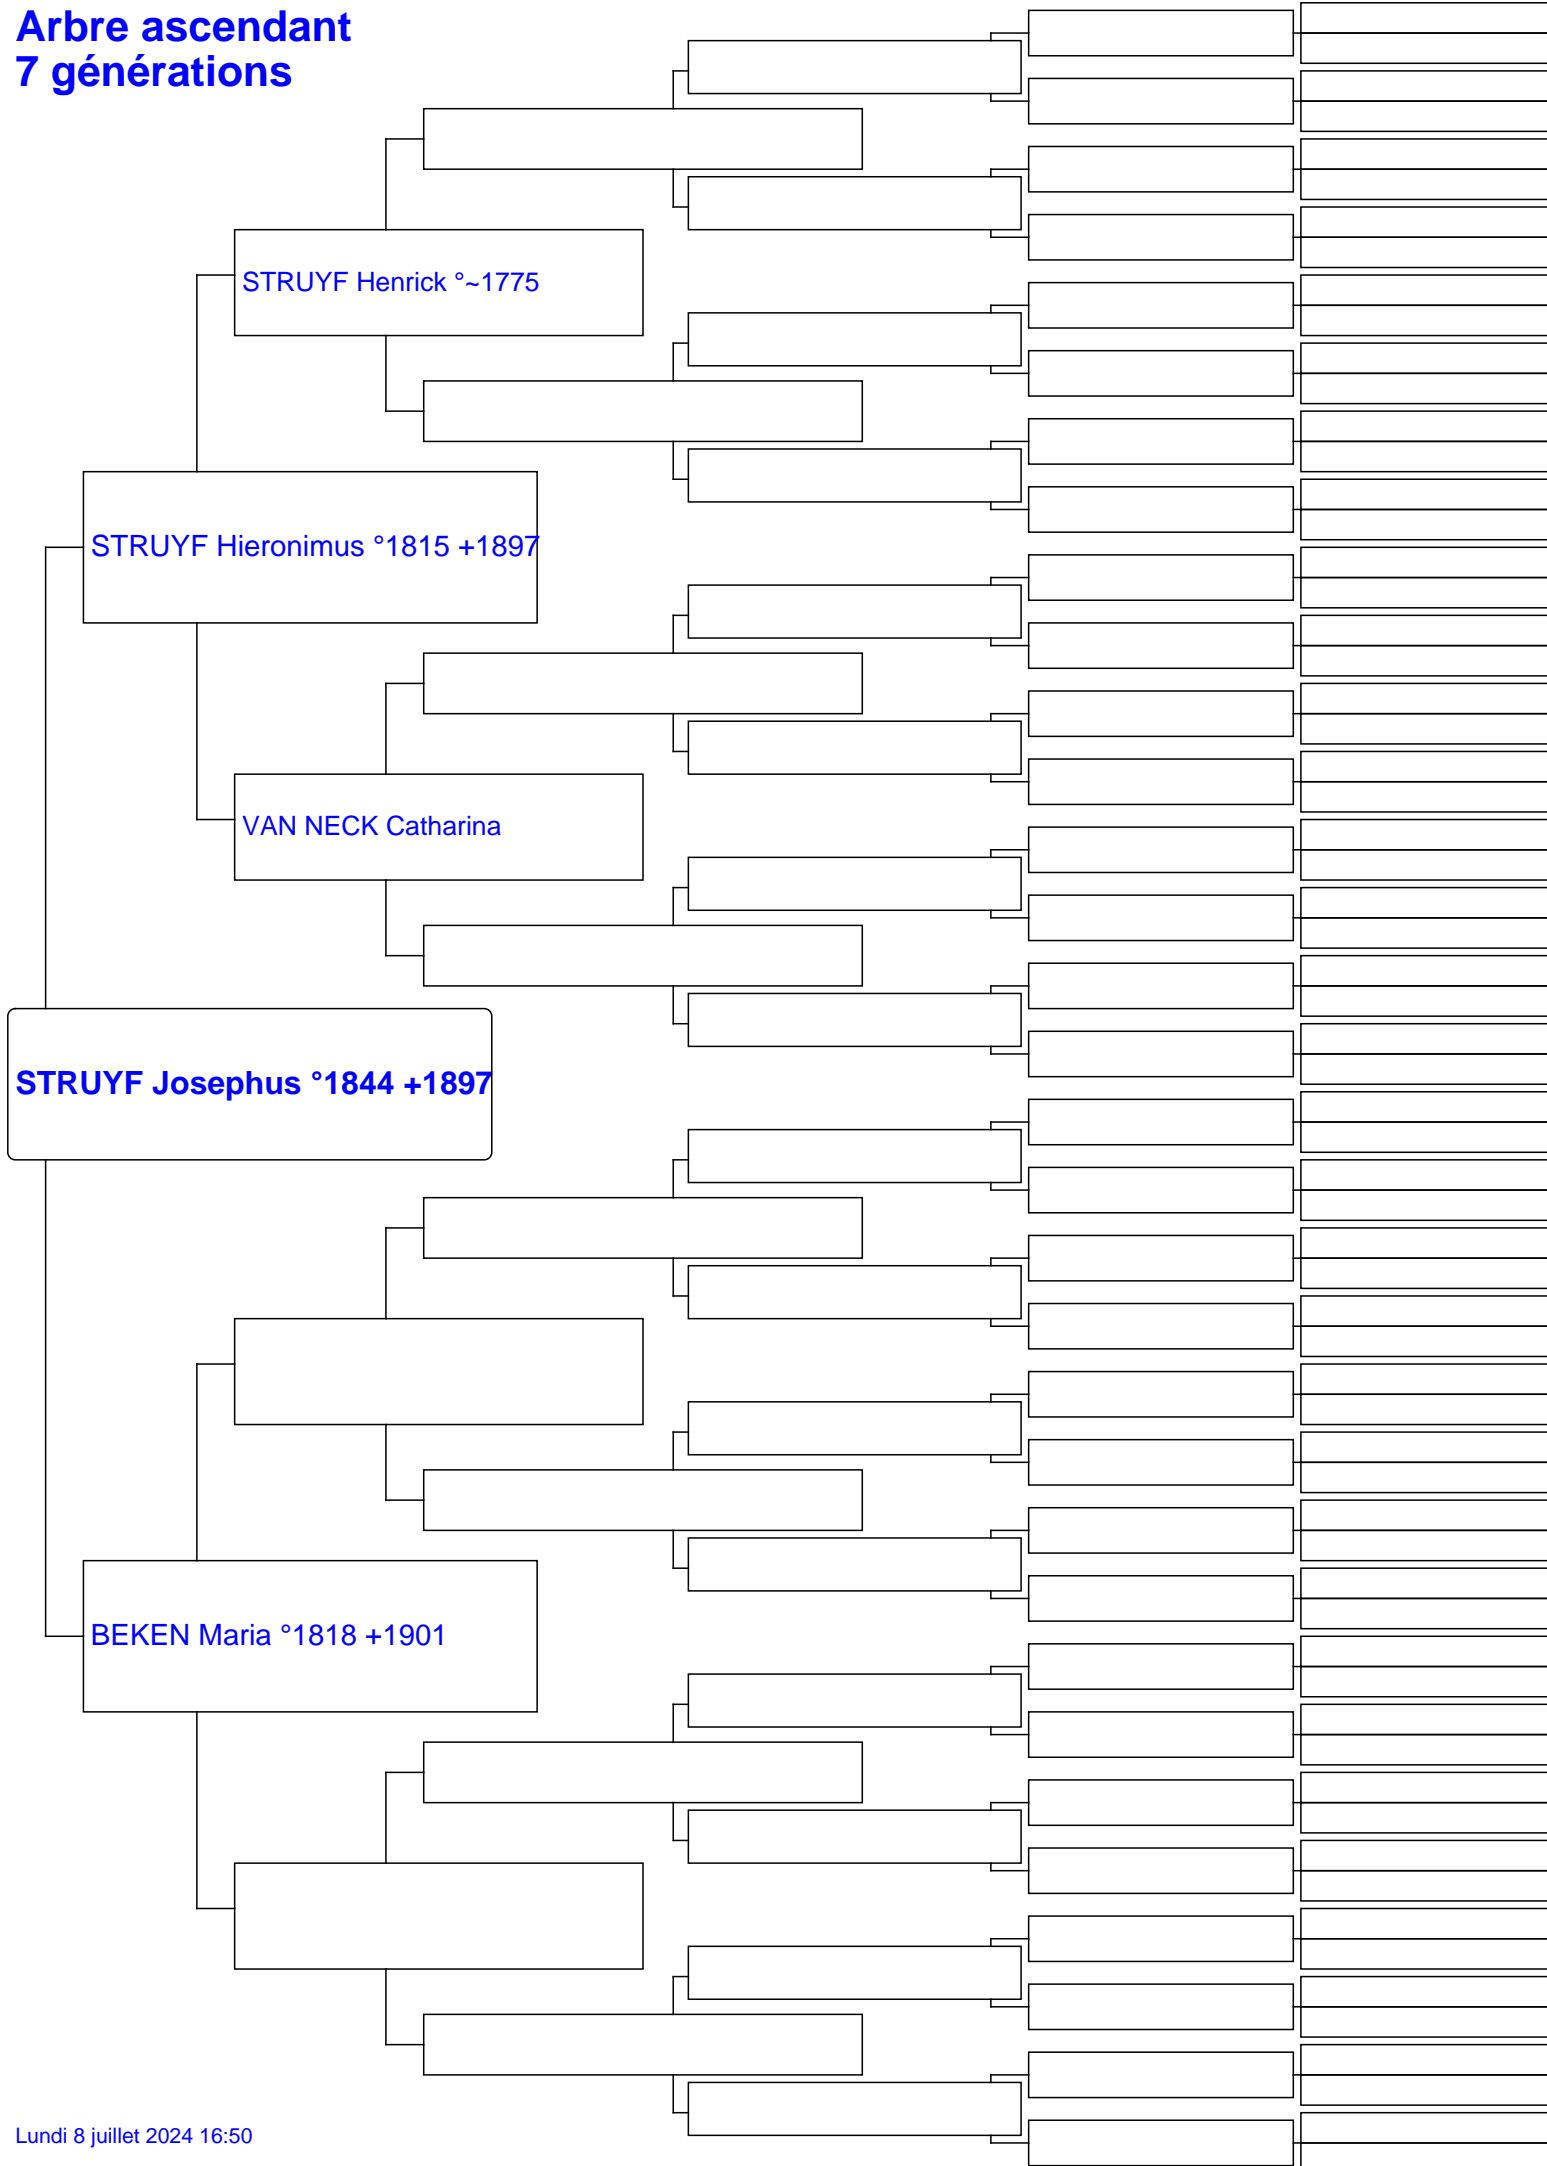 Arbre ascendant
7 générations
STRUYF Henrick °~1775
STRUYF Hieronimus °1815 +1897
VAN NECK Catharina
STRUYF Josephus °1844 +1897
BEKEN Maria °1818 +1901
Lundi 8 juillet 2024 16:50